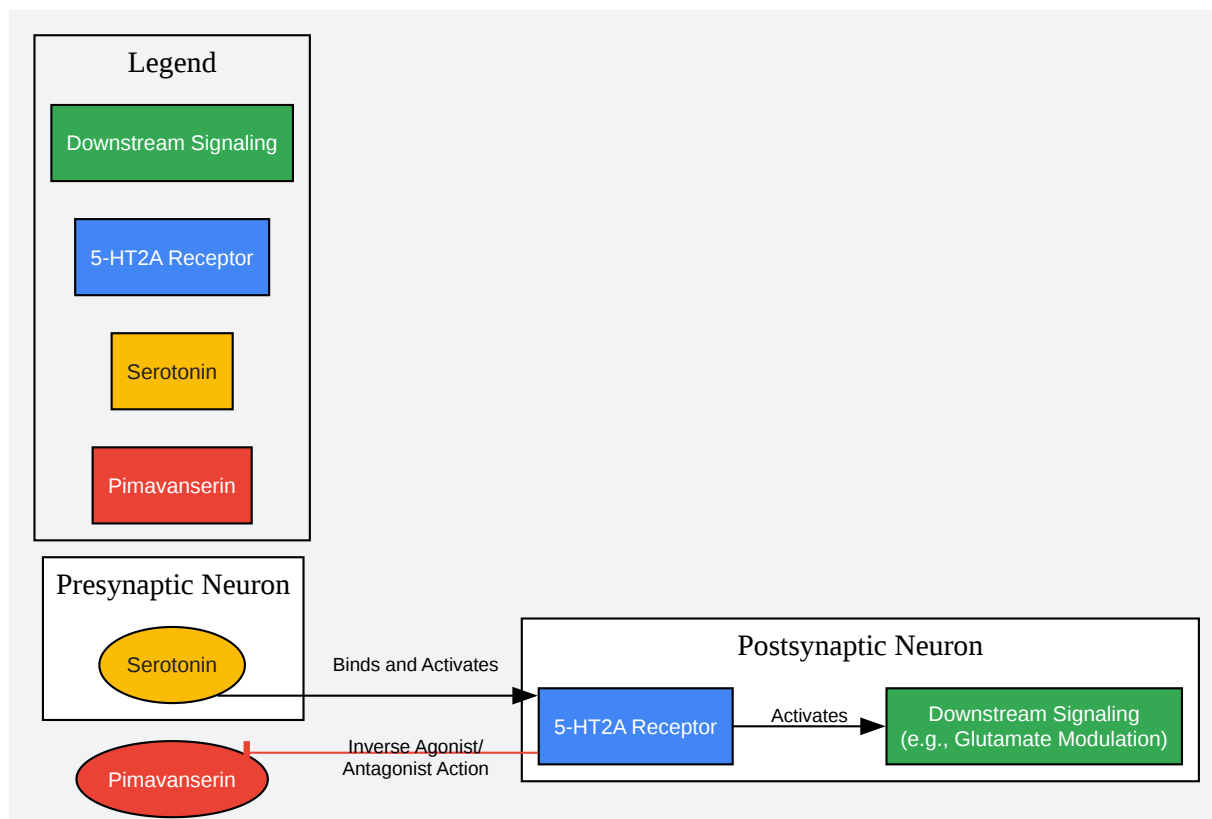 Legend
Downstream Signaling
5-HT2A Receptor
Serotonin
Pimavanserin
Presynaptic Neuron
Serotonin
Binds and Activates
Postsynaptic Neuron
5-HT2A Receptor
Activates
Downstream Signaling
(e.g., Glutamate Modulation)
Inverse Agonist/
Antagonist Action
Pimavanserin